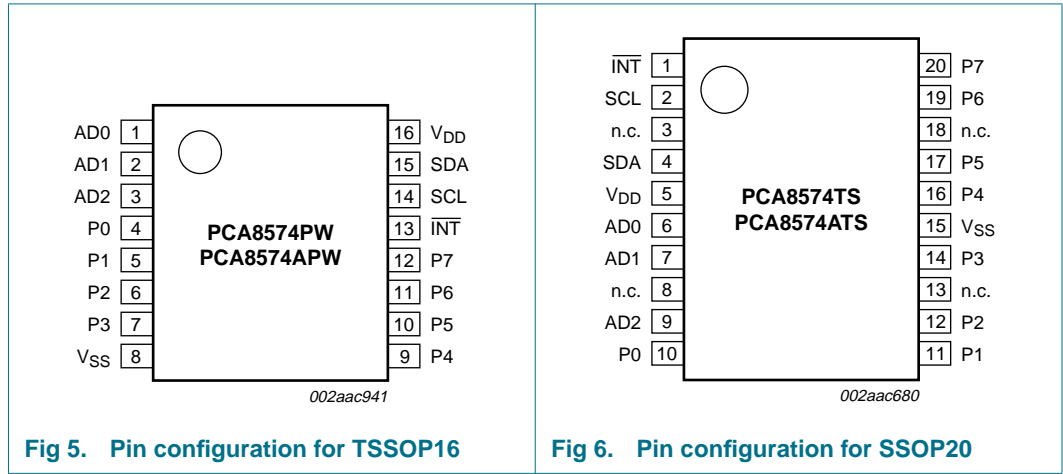 AD0 1
AD1 2
AD2 3
P0 4
P1 5
P2 6
P3 7
VSS 8
PCA8574PW
PCA8574APW
16 VDD
15 SDA
14 SCL
13 INT
12 P7
11 P6
10 P5
9 P4
002aac941
Fig 5. Pin configuration for TSSOP16
INT 1
SCL 2
n.c. 3
SDA 4
VDD 5
AD0 6
AD1 7
n.c. 8
AD2 9
P0 10
PCA8574TS
PCA8574ATS
20 P7
19 P6
18 n.c.
17 P5
16 P4
15 VSS
14 P3
13 n.c.
12 P2
11 P1
002aac680
Fig 6. Pin configuration for SSOP20